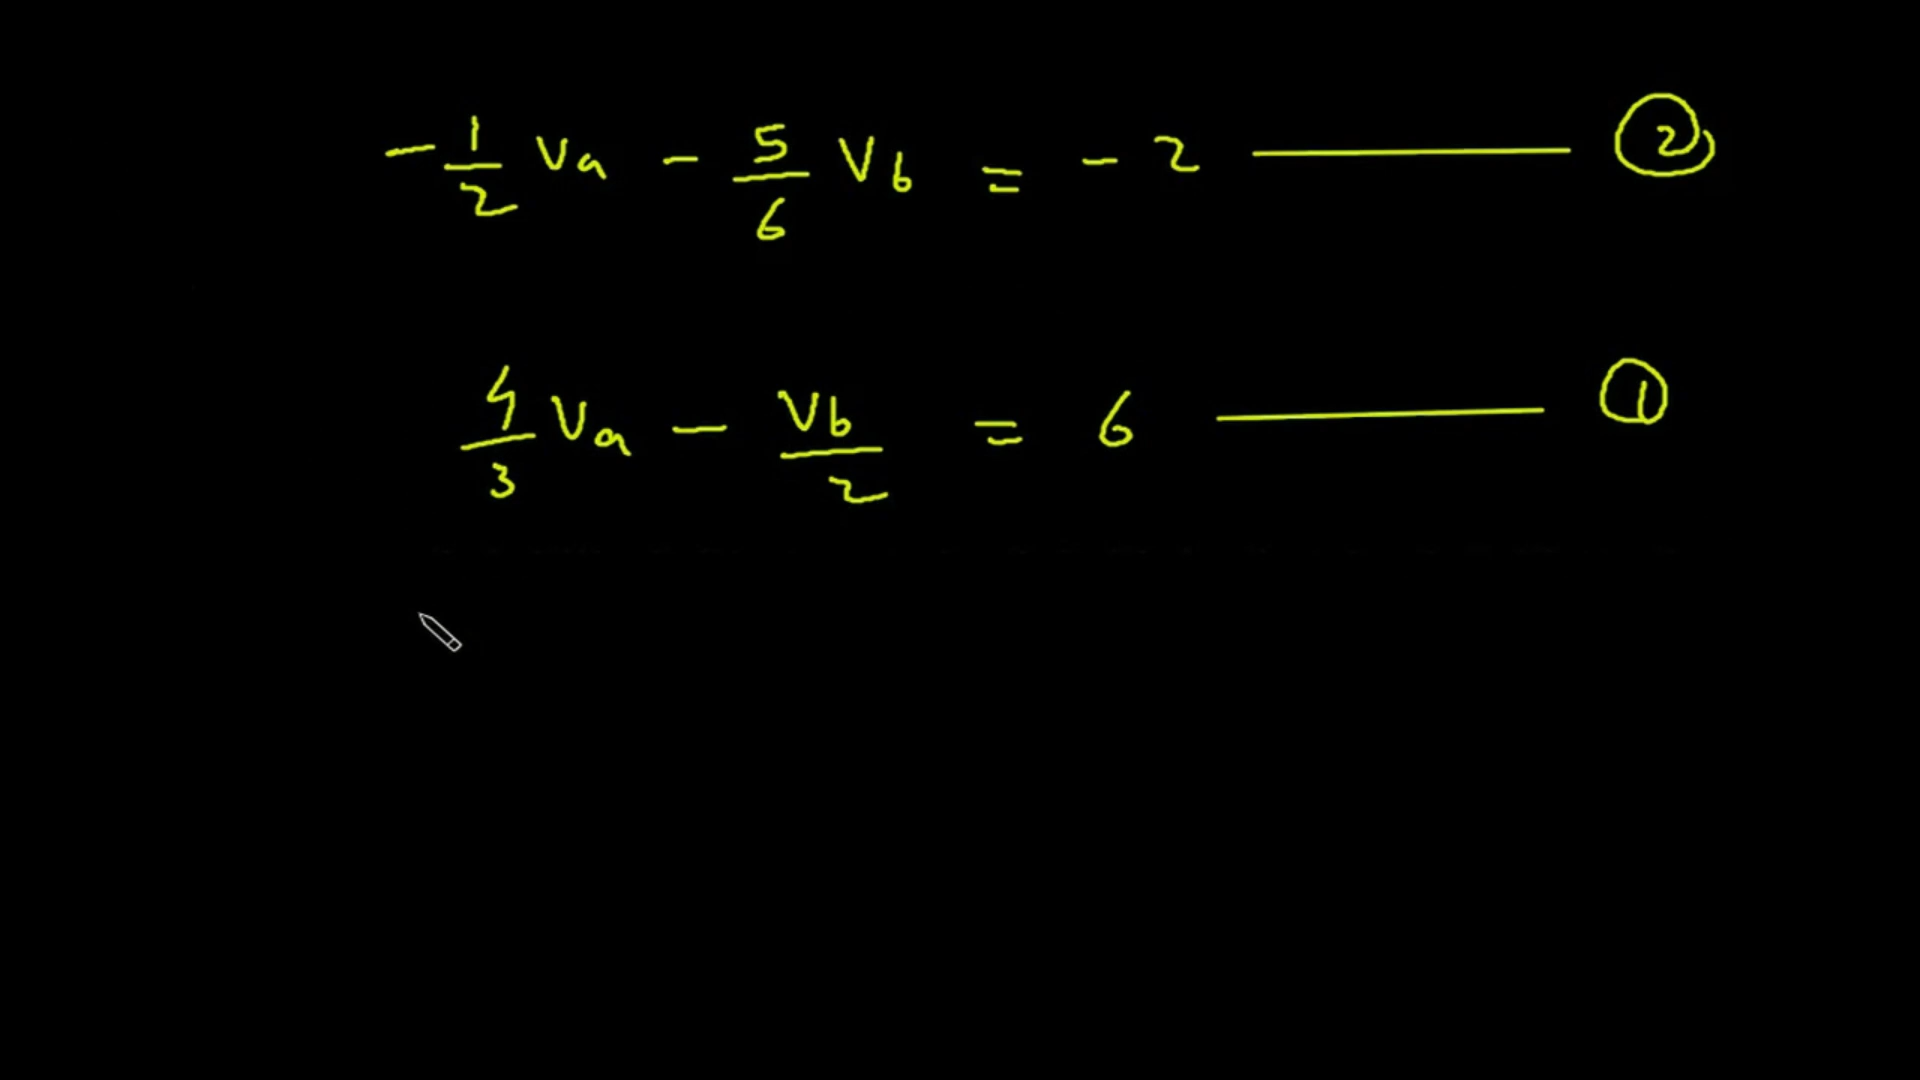 -1/2 Va - 5/6 Vb = -2 ——— ②
4/3 Va - Vb/2 = 6 ——— ①